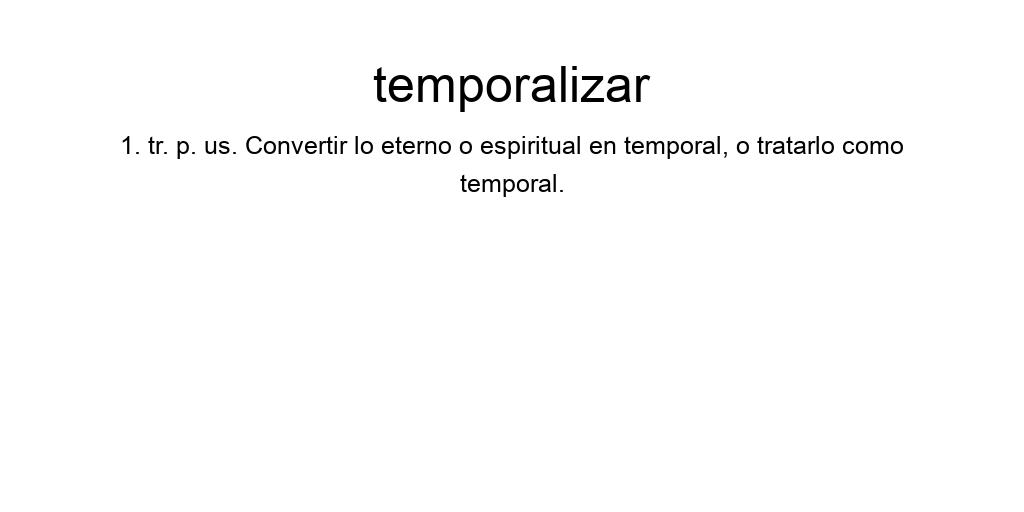 temporalizar
1. tr. p. us. Convertir lo eterno o espiritual en temporal, o tratarlo como
temporal.